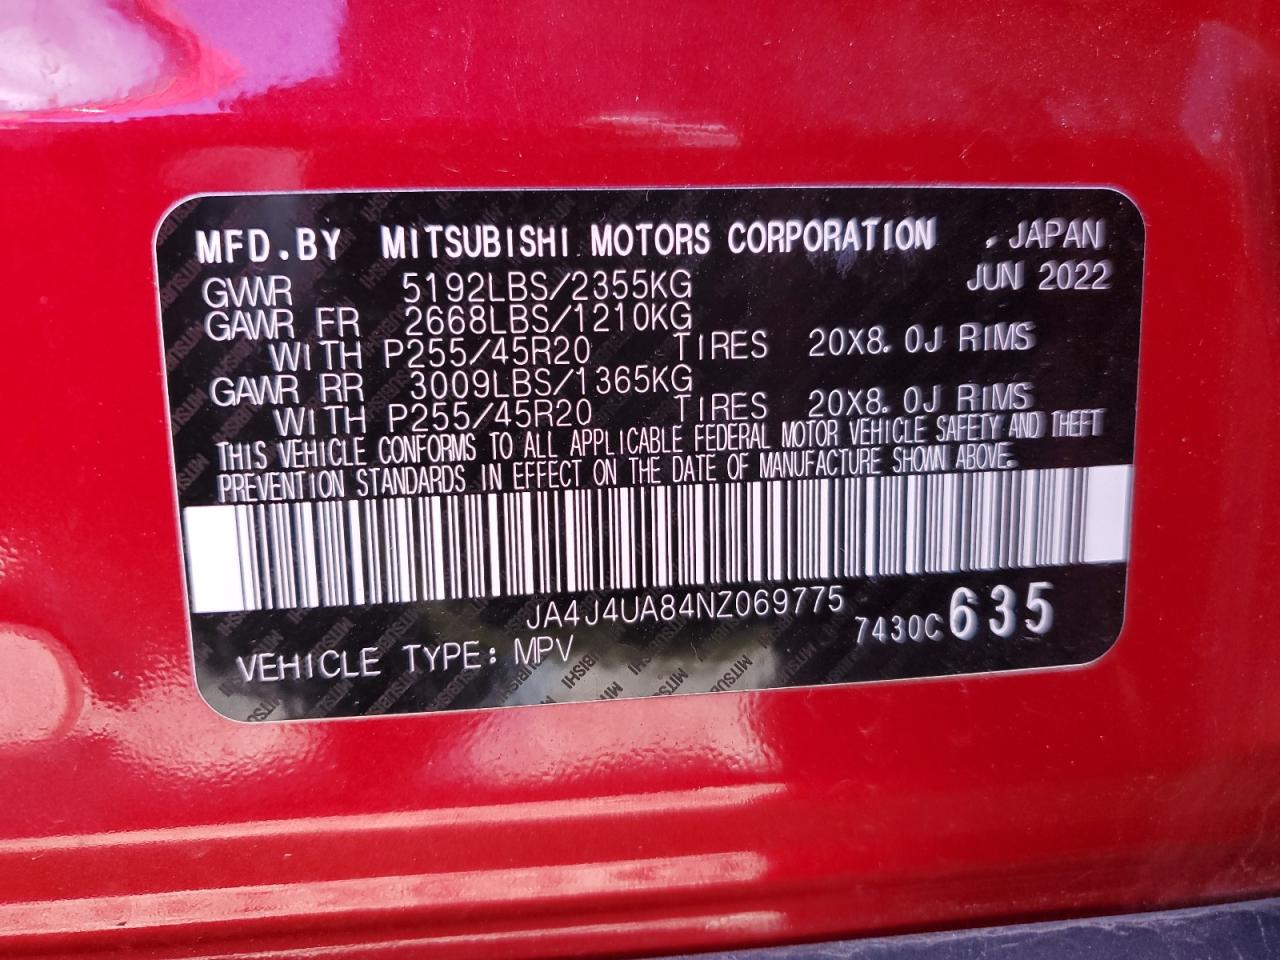 MFD.BY MITSUBISHI MOTORS CORPORATION , JAPAN
GVWR 5192LBS/2355KG JUN 2022
GAWR FR 2668LBS/1210KG
WITH P255/45R20 TIRES 20X8.0J RIMS
GAWR RR 3009LBS/1365KG
WITH P255/45R20 TIRES 20X8.0J RIMS
THIS VEHICLE CONFORMS TO ALL APPLICABLE FEDERAL MOTOR VEHICLE SAFETY AND THEFT
PREVENTION STANDARDS IN EFFECT ON THE DATE OF MANUFACTURE SHOWN ABOVE.
JA4J4UA84NZ069775
7430C 635
VEHICLE TYPE: MPV